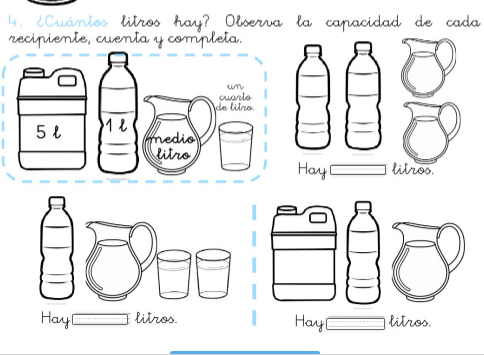 4. ¿Cuántos litros hay? Observa la capacidad de cada
recipiente, cuenta y completa.
5 l
1 l
medio
litro
un
cuarto
de litro.
Hay litros.
Hay litros.
Hay litros.